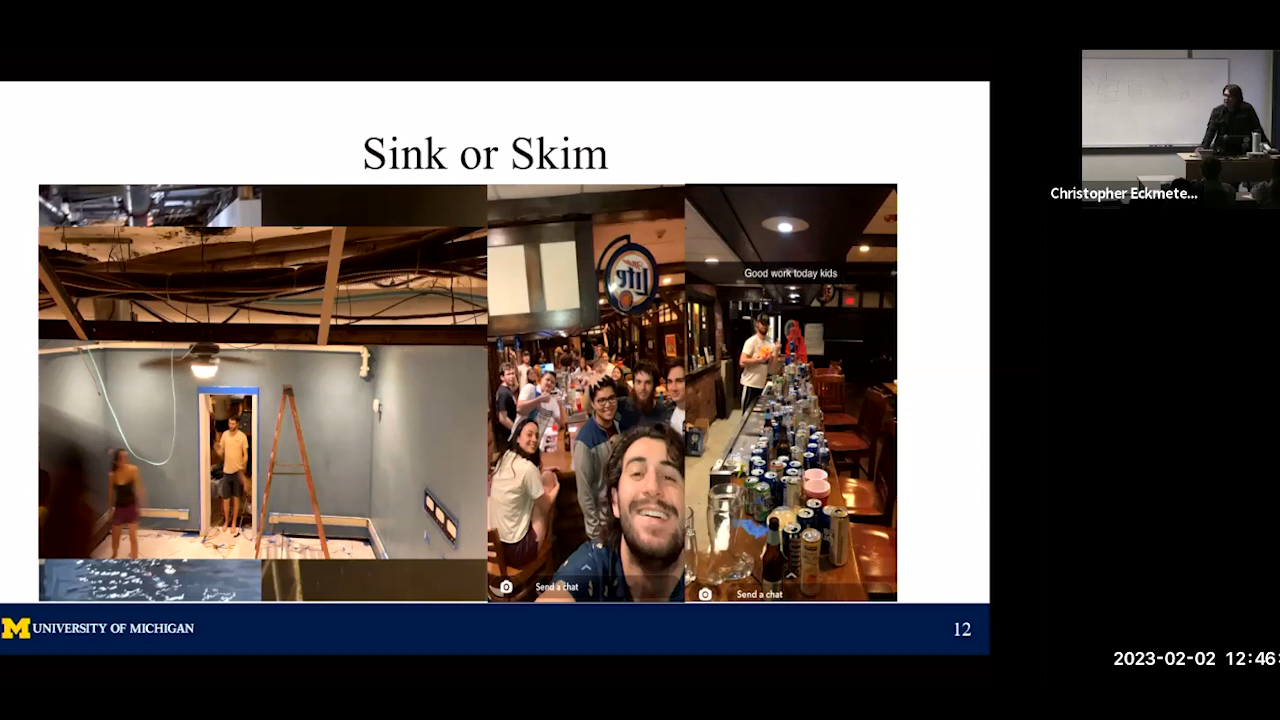 Sink or Skim
Lite
Good work today kids
Send a chat
Send a chat
M UNIVERSITY OF MICHIGAN
12
Christopher Eckmete...
2023-02-02 12:46: